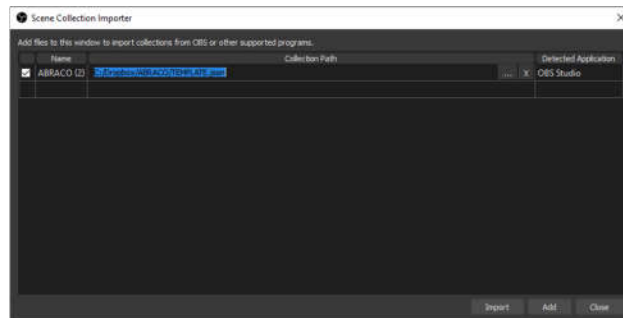 Scene Collection Importer
Add files to this window to import collections from OBS or other supported programs.
Name Collection Path Detected Application
ABRACO (2) C:/Dropbox/ABRACO/TEMPLATE.json ... X OBS Studio
Import Add Close